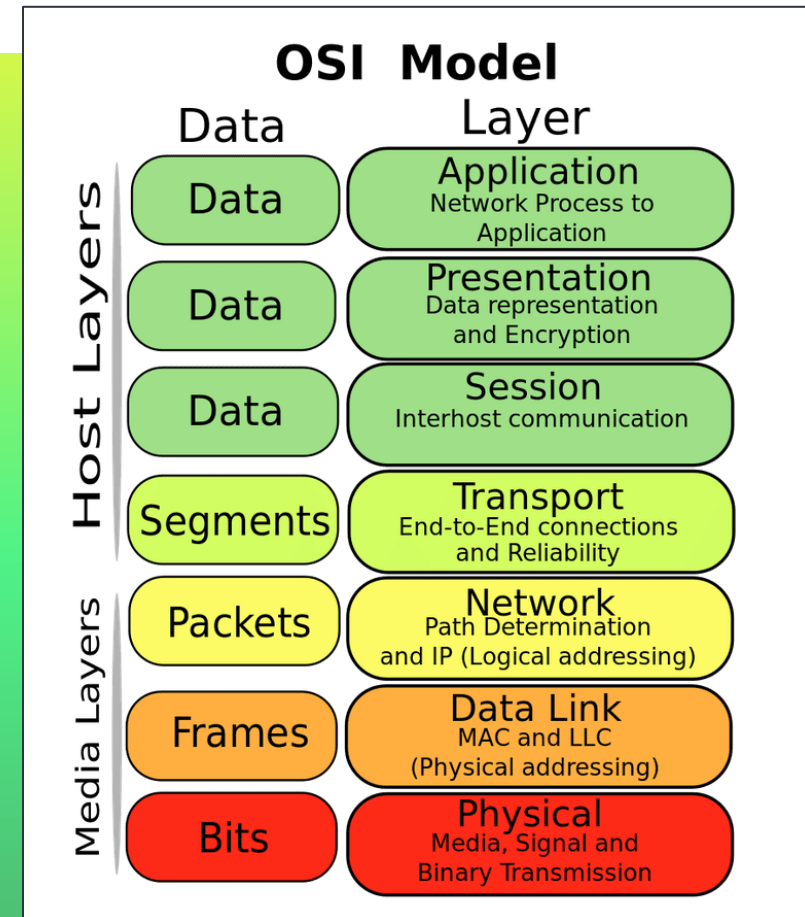 OSI Model
Data
Layer
Host Layers
Data
Application
Network Process to
Application
Data
Presentation
Data representation
and Encryption
Data
Session
Interhost communication
Segments
Transport
End-to-End connections
and Reliability
Media Layers
Packets
Network
Path Determination
and IP (Logical addressing)
Frames
Data Link
MAC and LLC
(Physical addressing)
Bits
Physical
Media, Signal and
Binary Transmission